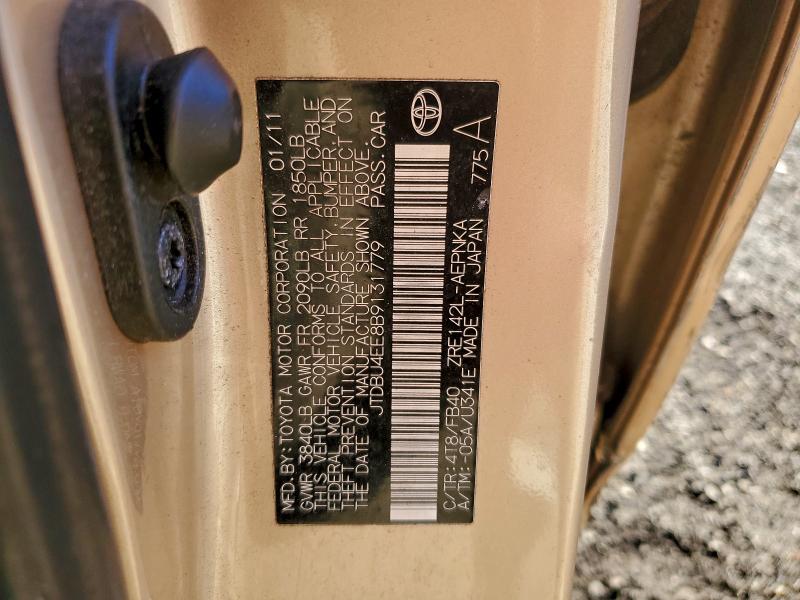 MFD.BY:TOYOTA MOTOR CORPORATION 01/11
GVWR 3840LB GAWR FR 2090LB RR 1850LB
THIS VEHICLE CONFORMS TO ALL APPLICABLE
FEDERAL MOTOR VEHICLE SAFETY, BUMPER, AND
THEFT PREVENTION STANDARDS IN EFFECT ON
THE DATE OF MANUFACTURE SHOWN ABOVE.
JTDBU4EE8B9131779 PASS.CAR
C/TR:4T8/FB40 ZRE142L-AEPNKA 775 A
A/TM:-05A/U341E MADE IN JAPAN